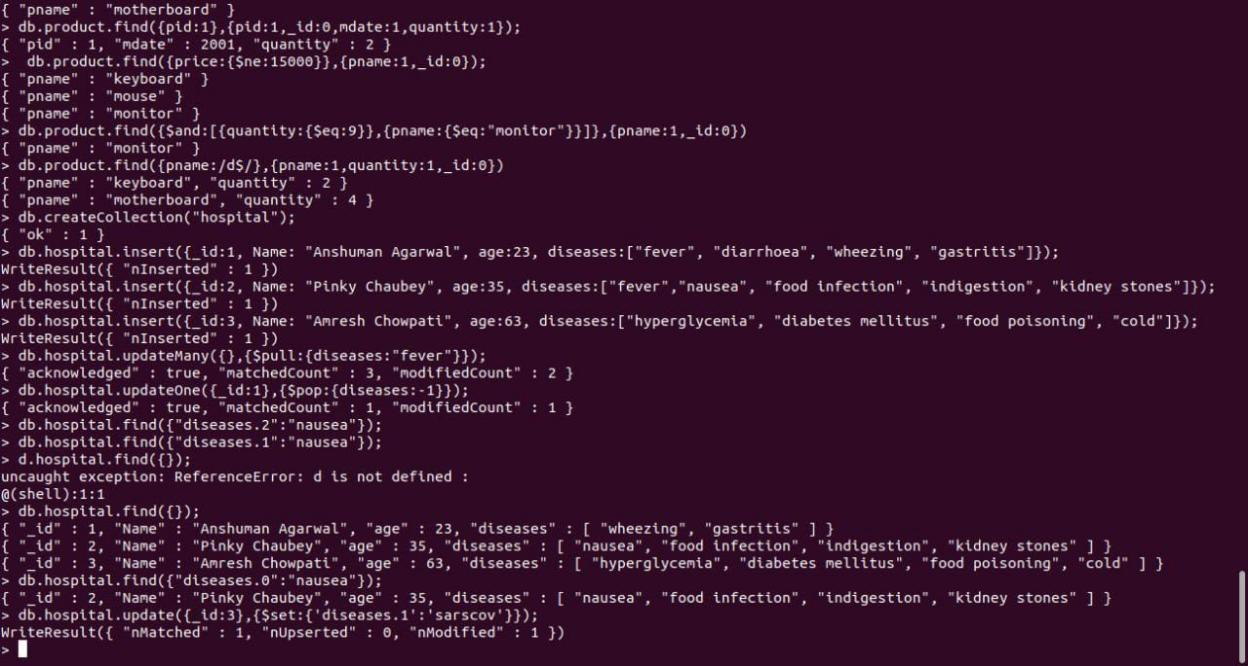 { "pname" : "motherboard" }
> db.product.find({pid:1},{pid:1,_id:0,mdate:1,quantity:1});
{ "pid" : 1, "mdate" : 2001, "quantity" : 2 }
>  db.product.find({price:{$ne:15000}},{pname:1,_id:0});
{ "pname" : "keyboard" }
{ "pname" : "mouse" }
{ "pname" : "monitor" }
> db.product.find({$and:[{quantity:{$eq:9}},{pname:{$eq:"monitor"}}]},{pname:1,_id:0})
{ "pname" : "monitor" }
> db.product.find({pname:/d$/},{pname:1,quantity:1,_id:0})
{ "pname" : "keyboard", "quantity" : 2 }
{ "pname" : "motherboard", "quantity" : 4 }
> db.createCollection("hospital");
{ "ok" : 1 }
> db.hospital.insert({_id:1, Name: "Anshuman Agarwal", age:23, diseases:["fever", "diarrhoea", "wheezing", "gastritis"]});
WriteResult({ "nInserted" : 1 })
> db.hospital.insert({_id:2, Name: "Pinky Chaubey", age:35, diseases:["fever","nausea", "food infection", "indigestion", "kidney stones"]});
WriteResult({ "nInserted" : 1 })
> db.hospital.insert({_id:3, Name: "Amresh Chowpati", age:63, diseases:["hyperglycemia", "diabetes mellitus", "food poisoning", "cold"]});
WriteResult({ "nInserted" : 1 })
> db.hospital.updateMany({},{$pull:{diseases:"fever"}});
{ "acknowledged" : true, "matchedCount" : 3, "modifiedCount" : 2 }
> db.hospital.updateOne({_id:1},{$pop:{diseases:-1}});
{ "acknowledged" : true, "matchedCount" : 1, "modifiedCount" : 1 }
> db.hospital.find({"diseases.2":"nausea"});
> db.hospital.find({"diseases.1":"nausea"});
> d.hospital.find({});
uncaught exception: ReferenceError: d is not defined :
@(shell):1:1
> db.hospital.find({});
{ "_id" : 1, "Name" : "Anshuman Agarwal", "age" : 23, "diseases" : [ "wheezing", "gastritis" ] }
{ "_id" : 2, "Name" : "Pinky Chaubey", "age" : 35, "diseases" : [ "nausea", "food infection", "indigestion", "kidney stones" ] }
{ "_id" : 3, "Name" : "Amresh Chowpati", "age" : 63, "diseases" : [ "hyperglycemia", "diabetes mellitus", "food poisoning", "cold" ] }
> db.hospital.find({"diseases.0":"nausea"});
{ "_id" : 2, "Name" : "Pinky Chaubey", "age" : 35, "diseases" : [ "nausea", "food infection", "indigestion", "kidney stones" ] }
> db.hospital.update({_id:3},{$set:{'diseases.1':'sarscov'}});
WriteResult({ "nMatched" : 1, "nUpserted" : 0, "nModified" : 1 })
>